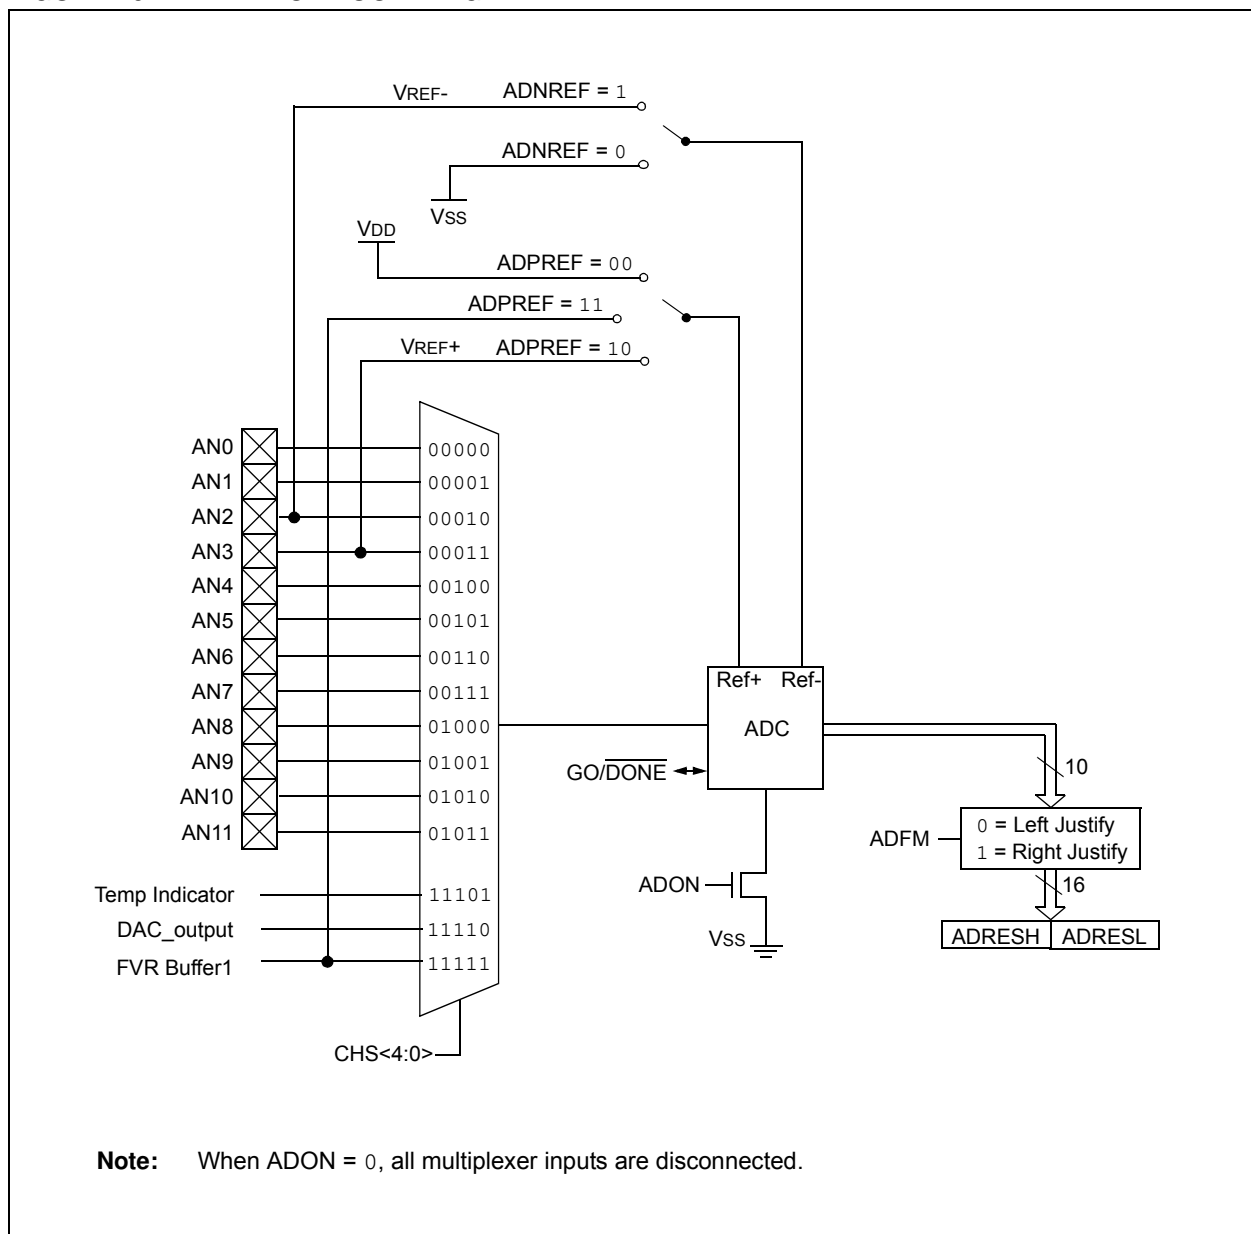 VREF- ADNREF = 1
ADNREF = 0
VSS
VDD
ADPREF = 00
ADPREF = 11
VREF+ ADPREF = 10
AN0 00000
AN1 00001
AN2 00010
AN3 00011
AN4 00100
AN5 00101
AN6 00110
AN7 00111
AN8 01000
AN9 01001
AN10 01010
AN11 01011
Temp Indicator 11101
DAC_output 11110
FVR Buffer1 11111
CHS<4:0>
Ref+ Ref-
ADC
GO/DONE
ADON
VSS
10
ADFM
0 = Left Justify
1 = Right Justify
16
ADRESH ADRESL
Note: When ADON = 0, all multiplexer inputs are disconnected.